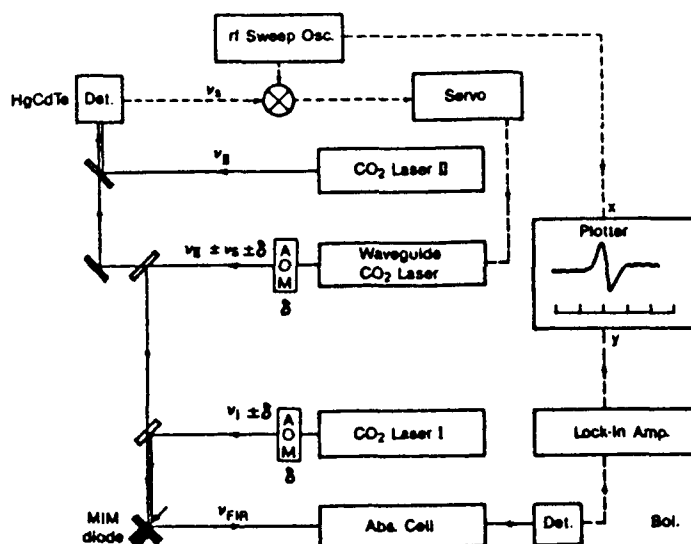 rf Sweep Osc.
HgCdTe
Det.
νs
Servo
νII
CO2 Laser II
x
Plotter
νII ± νs ± δ
AOM
δ
Waveguide
CO2 Laser
y
νI ± δ
AOM
δ
CO2 Laser I
Lock-In Amp.
MIM
diode
νFIR
Abs. Cell
Det.
Bol.